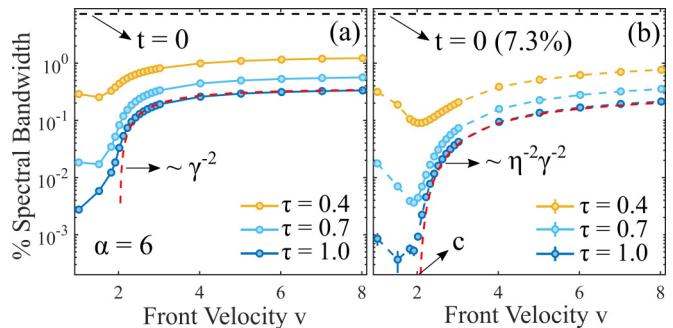 % Spectral Bandwidth
10^0
10^-1
10^-2
10^-3
t = 0
(a)
~ γ^-2
α = 6
τ = 0.4
τ = 0.7
τ = 1.0
2 4 6 8
Front Velocity v
t = 0 (7.3%)
(b)
~ η^-2γ^-2
τ = 0.4
τ = 0.7
τ = 1.0
c
2 4 6 8
Front Velocity v